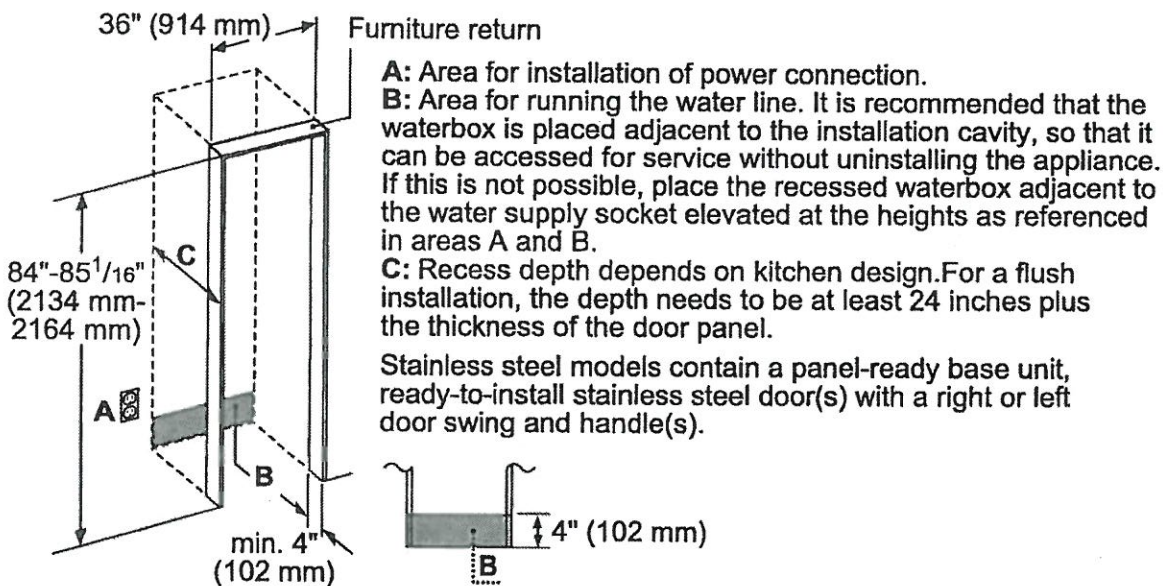 36" (914 mm)
Furniture return
A: Area for installation of power connection.
B: Area for running the water line. It is recommended that the
waterbox is placed adjacent to the installation cavity, so that it
can be accessed for service without uninstalling the appliance.
If this is not possible, place the recessed waterbox adjacent to
the water supply socket elevated at the heights as referenced
in areas A and B.
C: Recess depth depends on kitchen design.For a flush
installation, the depth needs to be at least 24 inches plus
the thickness of the door panel.
Stainless steel models contain a panel-ready base unit,
ready-to-install stainless steel door(s) with a right or left
door swing and handle(s).
C
84"-85 1/16"
(2134 mm-
2164 mm)
A
B
min. 4"
(102 mm)
4" (102 mm)
B